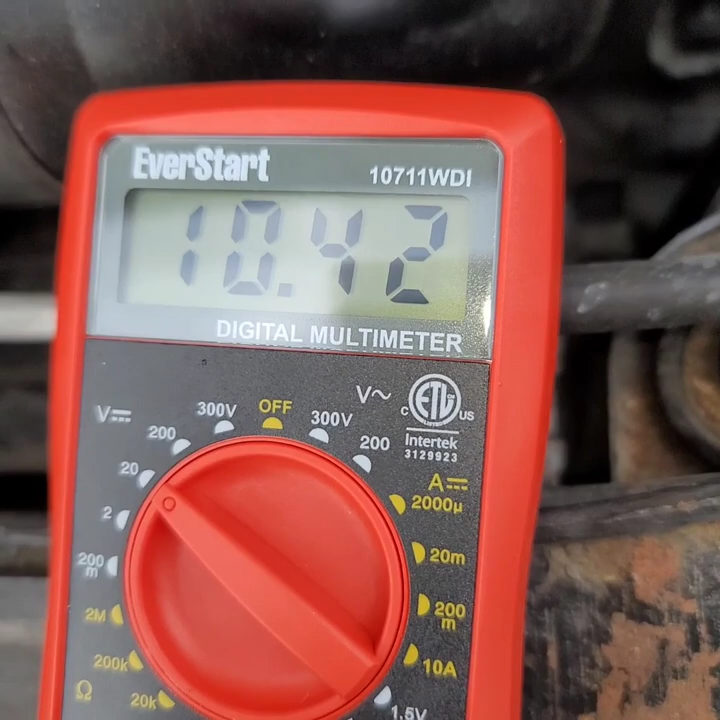 EverStart
10711WDI
10.42
DIGITAL MULTIMETER
V⎓
200
300V
OFF
300V
V~
200
C ETL US
LISTED
Intertek
3129923
20
2
200
m
2M
200k
Ω
20k
A⎓
2000µ
20m
200
m
10A
1.5V